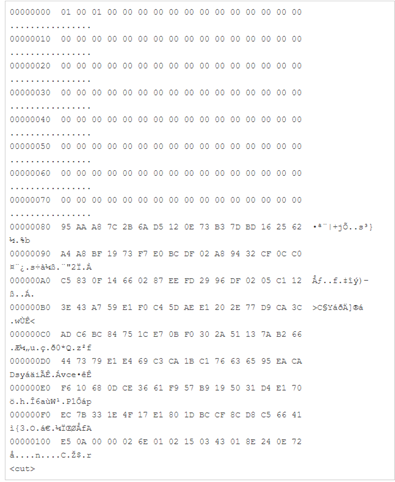 00000000 01 00 01 00 00 00 00 00 00 00 00 00 00 00 00 00
................
00000010 00 00 00 00 00 00 00 00 00 00 00 00 00 00 00 00
................
00000020 00 00 00 00 00 00 00 00 00 00 00 00 00 00 00 00
................
00000030 00 00 00 00 00 00 00 00 00 00 00 00 00 00 00 00
................
00000040 00 00 00 00 00 00 00 00 00 00 00 00 00 00 00 00
................
00000050 00 00 00 00 00 00 00 00 00 00 00 00 00 00 00 00
................
00000060 00 00 00 00 00 00 00 00 00 00 00 00 00 00 00 00
................
00000070 00 00 00 00 00 00 00 00 00 00 00 00 00 00 00 00
................
00000080 95 AA A8 7C 2B 6A D5 12 0E 73 B3 7D BD 16 25 62 •ª¨|+jÕ..s³}
½.%b
00000090 A4 A8 BF 19 73 F7 E0 BC DF 02 A8 94 32 CF 0C C0
¤¨¿.s÷à¼ß.¨"2Ï.À
000000A0 C5 83 0F 14 66 02 87 EE FD 29 96 DF 02 05 C1 12 Åƒ..f.‡îý)–
ß..Á.
000000B0 3E 43 A7 59 E1 F0 C4 5D AE E1 20 2E 77 D9 CA 3C >C§YáðÄ]®á
.wÙÊ<
000000C0 AD C6 BC 84 75 1C E7 0B F0 30 2A 51 13 7A B2 66
.Æ¼„u.ç.ð0*Q.z²f
000000D0 44 73 79 E1 E4 69 C3 CA 1B C1 76 63 65 95 EA CA
DsyáäiÃÊ.Ávce•êÊ
000000E0 F6 10 68 0D CE 36 61 F9 57 B9 19 50 31 D4 E1 70
ö.h.Î6aùW¹.P1Ôáp
000000F0 EC 7B 33 1E 4F 17 E1 80 1D BC CF 8C D8 C5 66 41
ì{3.O.á€.¼ÏŒØÅfA
00000100 E5 0A 00 00 02 6E 01 02 15 03 43 01 8E 24 0E 72
å....n....C.Ž$.r
<cut>